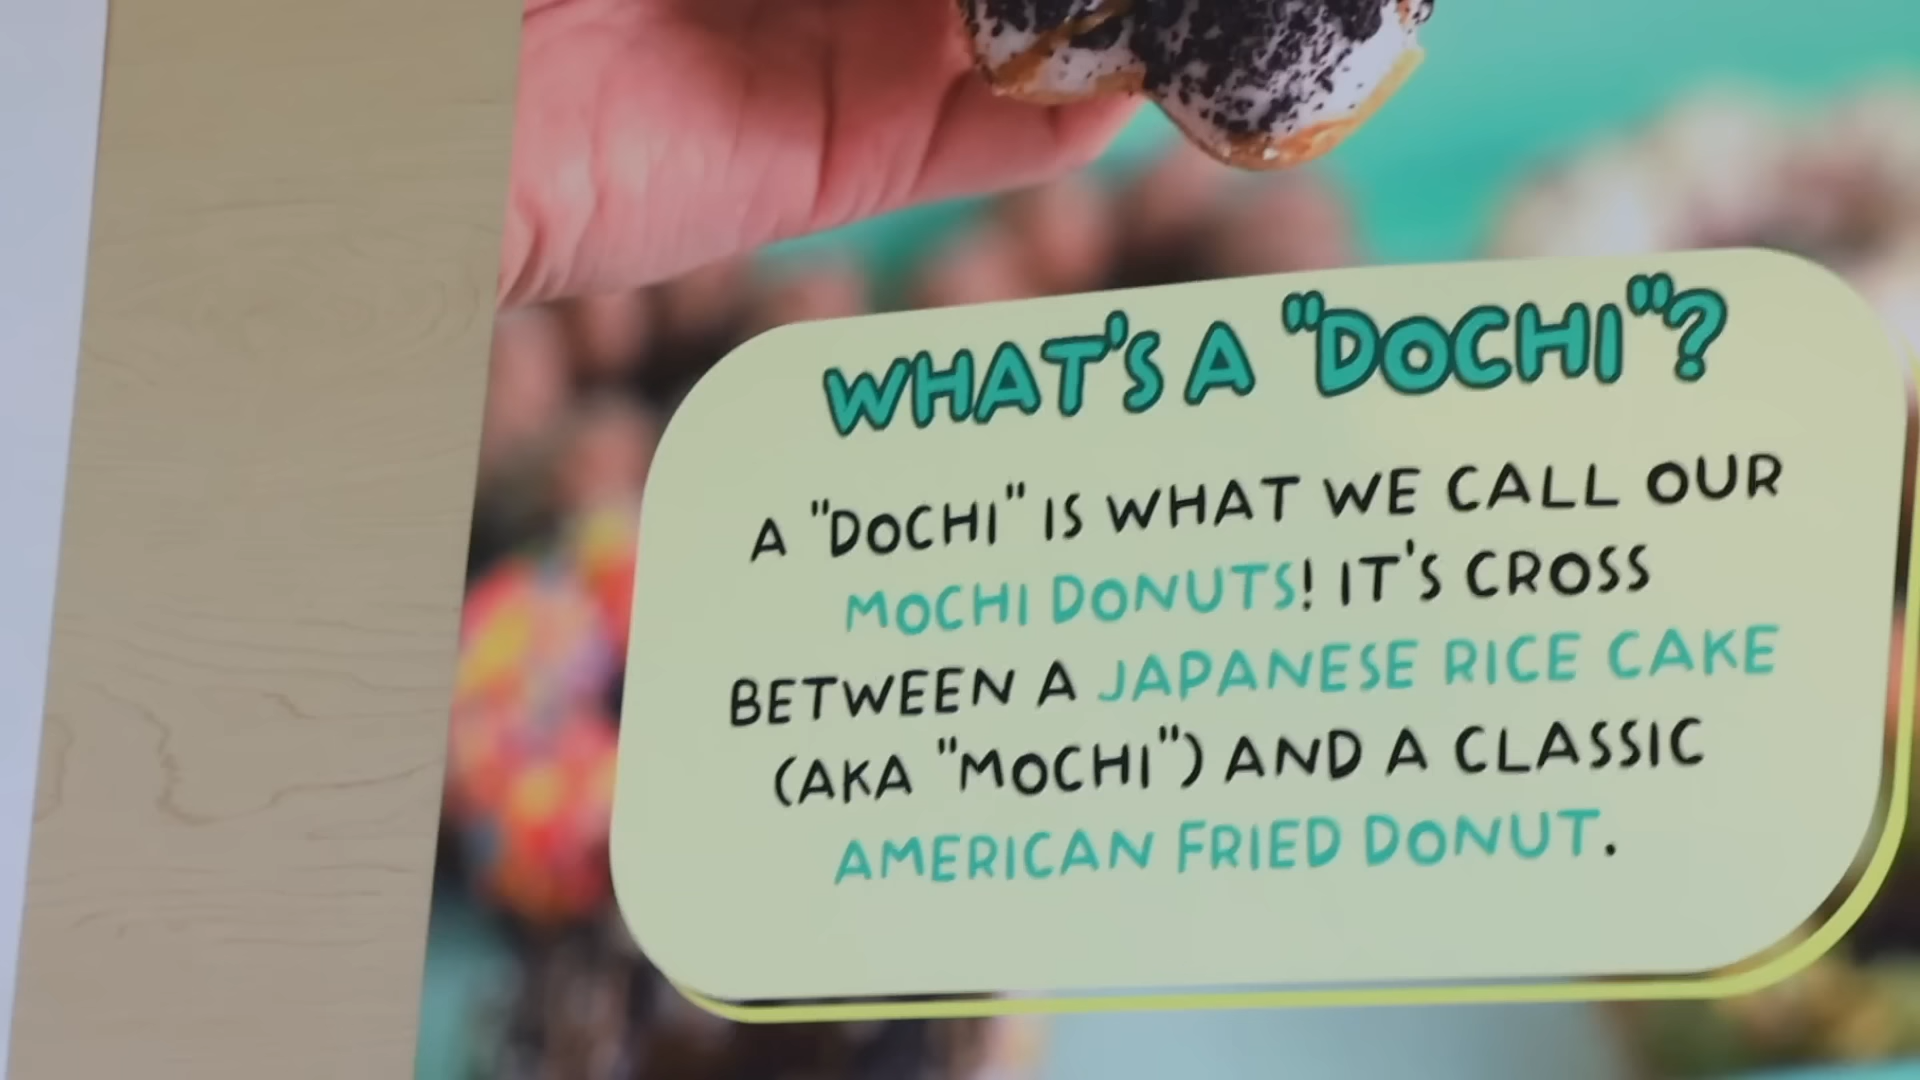 WHAT'S A "DOCHI"?
A "DOCHI" IS WHAT WE CALL OUR
MOCHI DONUTS! IT'S CROSS
BETWEEN A JAPANESE RICE CAKE
(AKA "MOCHI") AND A CLASSIC
AMERICAN FRIED DONUT.